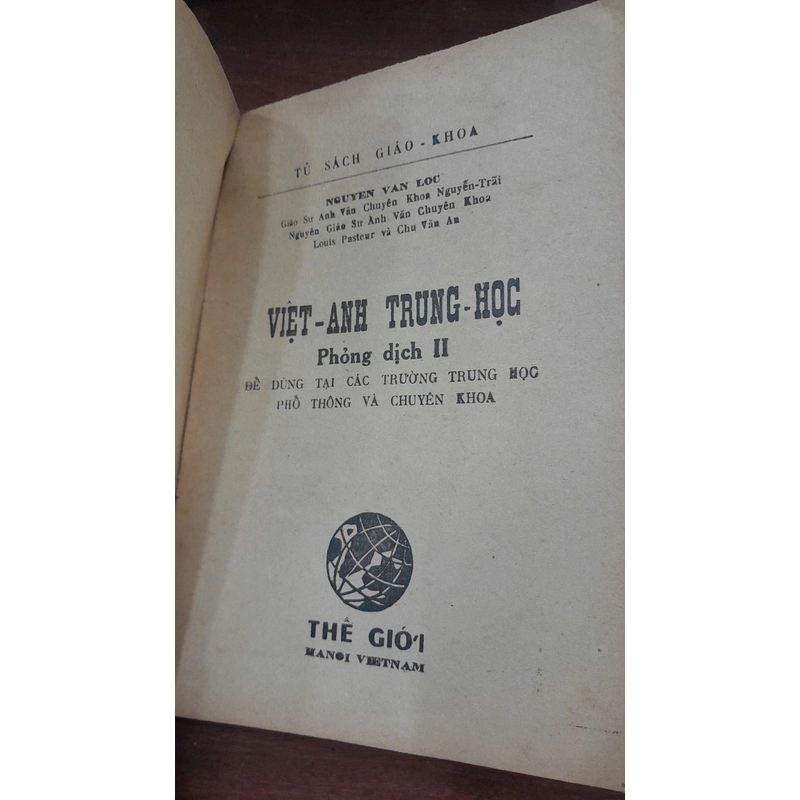 TỦ SÁCH GIÁO - KHOA
NGUYEN VAN LOC
Giáo Sư Anh Văn Chuyên Khoa Nguyễn-Trãi
Nguyên Giáo Sư Anh Văn Chuyên Khoa
Louis Pasteur và Chu Văn An
VIỆT-ANH TRUNG-HỌC
Phỏng dịch II
ĐỀ DÙNG TẠI CÁC TRƯỜNG TRUNG HỌC
PHỔ THÔNG VÀ CHUYÊN KHOA
THẾ GIỚI
HANOI VIETNAM